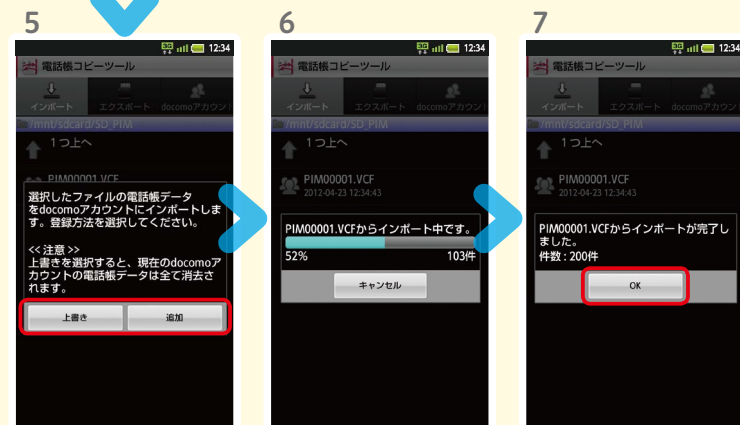 5
3G 12:34
電話帳コピーツール
インポート エクスポート docomoアカウント
/mnt/sdcard/SD_PIM
1つ上へ
PIM00001.VCF
選択したファイルの電話帳データ
をdocomoアカウントにインポートしま
す。登録方法を選択してください。
<<注意>>
上書きを選択すると、現在のdocomoア
カウントの電話帳データは全て消去さ
れます。
上書き 追加
6
3G 12:34
電話帳コピーツール
インポート エクスポート docomoアカウント
/mnt/sdcard/SD_PIM
1つ上へ
PIM00001.VCF
2012-04-23 12:34:43
PIM00001.VCFからインポート中です。
52% 103件
キャンセル
7
3G 12:34
電話帳コピーツール
インポート エクスポート docomoアカウント
/mnt/sdcard/SD_PIM
1つ上へ
PIM00001.VCF
2012-04-23 12:34:43
PIM00001.VCFからインポートが完了し
ました。
件数 : 200件
OK